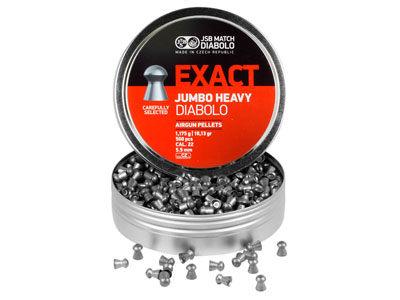 JSB MATCH
DIABOLO
MADE IN CZECH REPUBLIC
EXACT
JUMBO HEAVY
DIABOLO
CAREFULLY
SELECTED
AIRGUN PELLETS
1,175 g | 18,13 gr
500 pcs
CAL. 22
5.5 mm